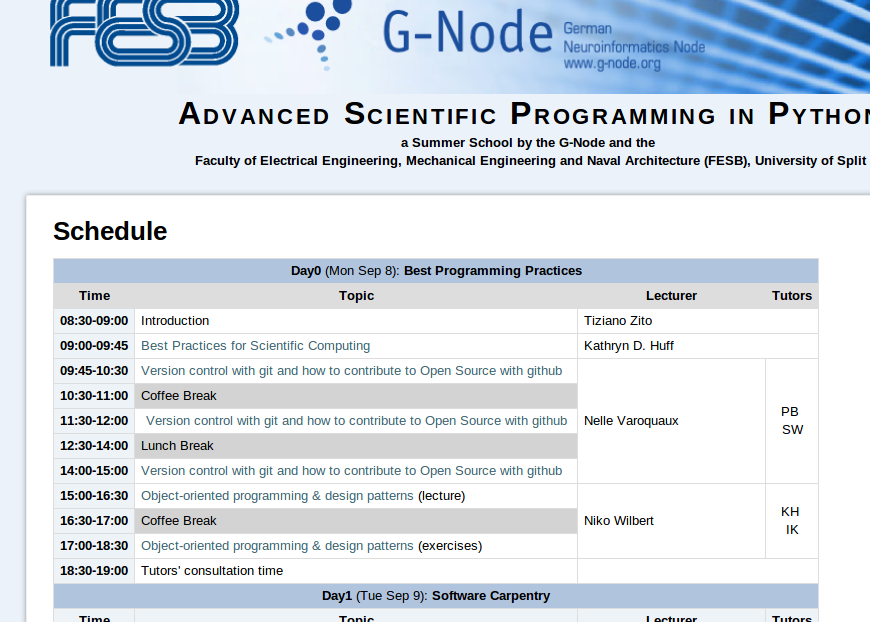 FESB
G-Node
German
Neuroinformatics Node
www.g-node.org
Advanced Scientific Programming in Python
a Summer School by the G-Node and the
Faculty of Electrical Engineering, Mechanical Engineering and Naval Architecture (FESB), University of Split
Schedule
Day0 (Mon Sep 8): Best Programming Practices
Time Topic Lecturer Tutors
08:30-09:00 Introduction Tiziano Zito
09:00-09:45 Best Practices for Scientific Computing Kathryn D. Huff
09:45-10:30 Version control with git and how to contribute to Open Source with github
10:30-11:00 Coffee Break
11:30-12:00 Version control with git and how to contribute to Open Source with github Nelle Varoquaux PB
SW
12:30-14:00 Lunch Break
14:00-15:00 Version control with git and how to contribute to Open Source with github
15:00-16:30 Object-oriented programming & design patterns (lecture)
16:30-17:00 Coffee Break Niko Wilbert KH
IK
17:00-18:30 Object-oriented programming & design patterns (exercises)
18:30-19:00 Tutors' consultation time
Day1 (Tue Sep 9): Software Carpentry
Time Topic Lecturer Tutors